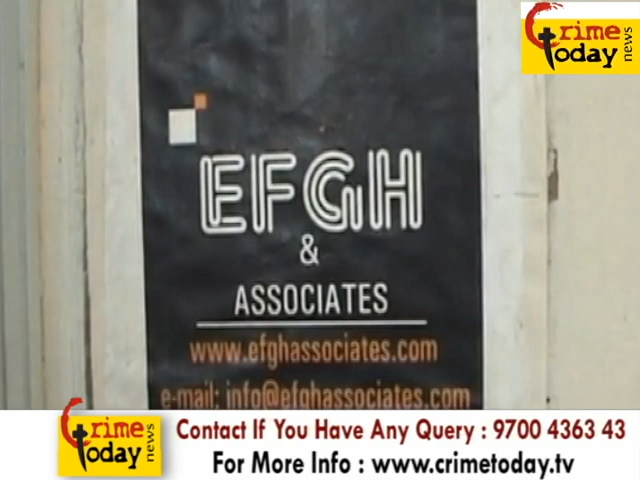 Crime
Today
news
EFGH
&
ASSOCIATES
www.efghassociates.com
e-mail: info@efghassociates.com
Crime
Today
news
Contact If You Have Any Query : 9700 4363 43
For More Info : www.crimetoday.tv